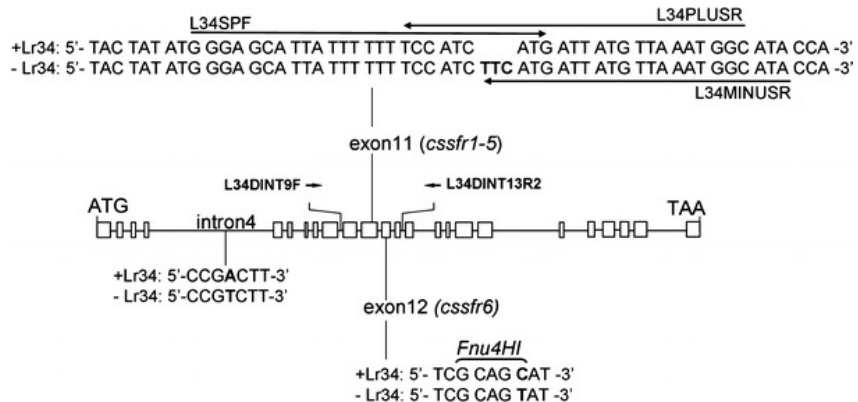 L34SPF L34PLUSR
+Lr34: 5'- TAC TAT ATG GGA GCA TTA TTT TTT TCC ATC ATG ATT ATG TTA AAT GGC ATA CCA -3'
- Lr34: 5'- TAC TAT ATG GGA GCA TTA TTT TTT TCC ATC TTC ATG ATT ATG TTA AAT GGC ATA CCA -3'
L34MINUSR
exon11 (cssfr1-5)
L34DINT9F L34DINT13R2
ATG TAA
intron4
+Lr34: 5'-CCGACTT-3'
- Lr34: 5'-CCGTCTT-3'
exon12 (cssfr6)
Fnu4HI
+Lr34: 5'- TCG CAG CAT -3'
- Lr34: 5'- TCG CAG TAT -3'